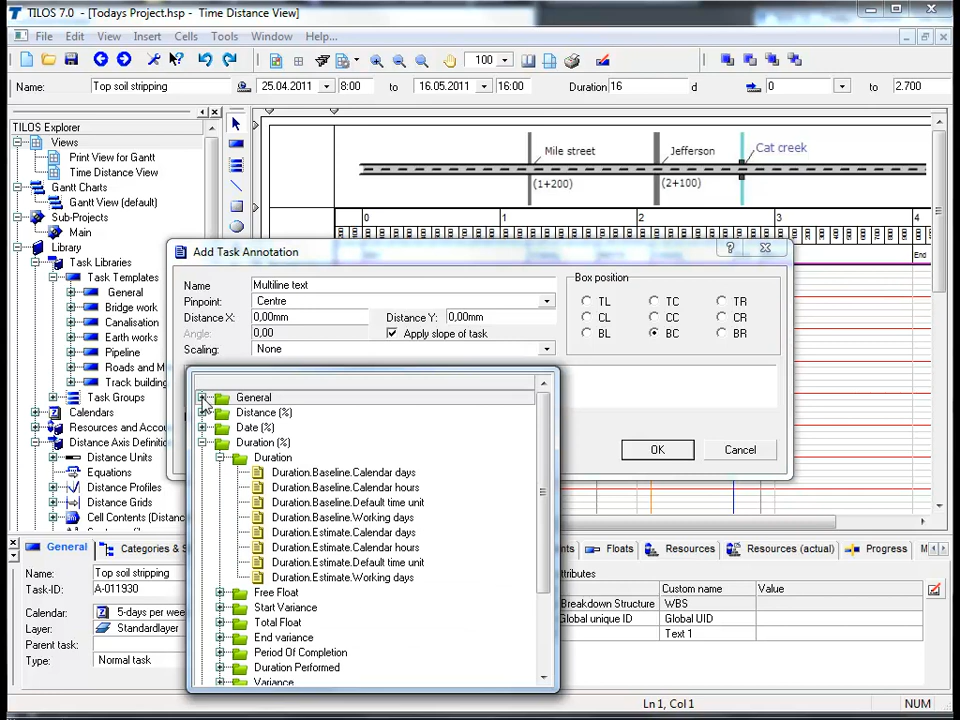 TILOS 7.0 - [Todays Project.hsp - Time Distance View]
File Edit View Insert Cells Tools Window Help...
100
Name: Top soil stripping 25.04.2011 8:00 to 16.05.2011 16:00 Duration 16 d 0 to 2.700
TILOS Explorer
Views
Print View for Gantt
Time Distance View
Gantt Charts
Gantt View (default)
Sub-Projects
Main
Library
Task Libraries
Task Templates
General
Bridge work
Canalisation
Earth works
Pipeline
Roads and M
Track building
Task Groups
Calendars
Resources and Accou
Distance Axis Definitio
Distance Units
Equations
Distance Profiles
Distance Grids
Cell Contents (Distanc
Mile street Jefferson Cat creek
(1+200) (2+100)
0 1 2 3 4
End
Add Task Annotation
Name Multiline text
Pinpoint: Centre
Distance X: 0,00mm Distance Y: 0,00mm
Angle: 0,00 Apply slope of task
Scaling: None
Box position
TL TC TR
CL CC CR
BL BC BR
OK Cancel
General
Distance (%)
Date (%)
Duration (%)
Duration
Duration.Baseline.Calendar days
Duration.Baseline.Calendar hours
Duration.Baseline.Default time unit
Duration.Baseline.Working days
Duration.Estimate.Calendar days
Duration.Estimate.Calendar hours
Duration.Estimate.Default time unit
Duration.Estimate.Working days
Free Float
Start Variance
Total Float
End variance
Period Of Completion
Duration Performed
Variance
General Categories & S
nts Floats Resources Resources (actual) Progress M
Name: Top soil stripping
Task-ID: A-011930
Calendar: 5-days per wee
Layer: Standardlayer
Parent task:
Type: Normal task
ttributes
Custom name Value
Breakdown Structure WBS
Global unique ID Global UID
Text 1
Ln 1, Col 1 NUM